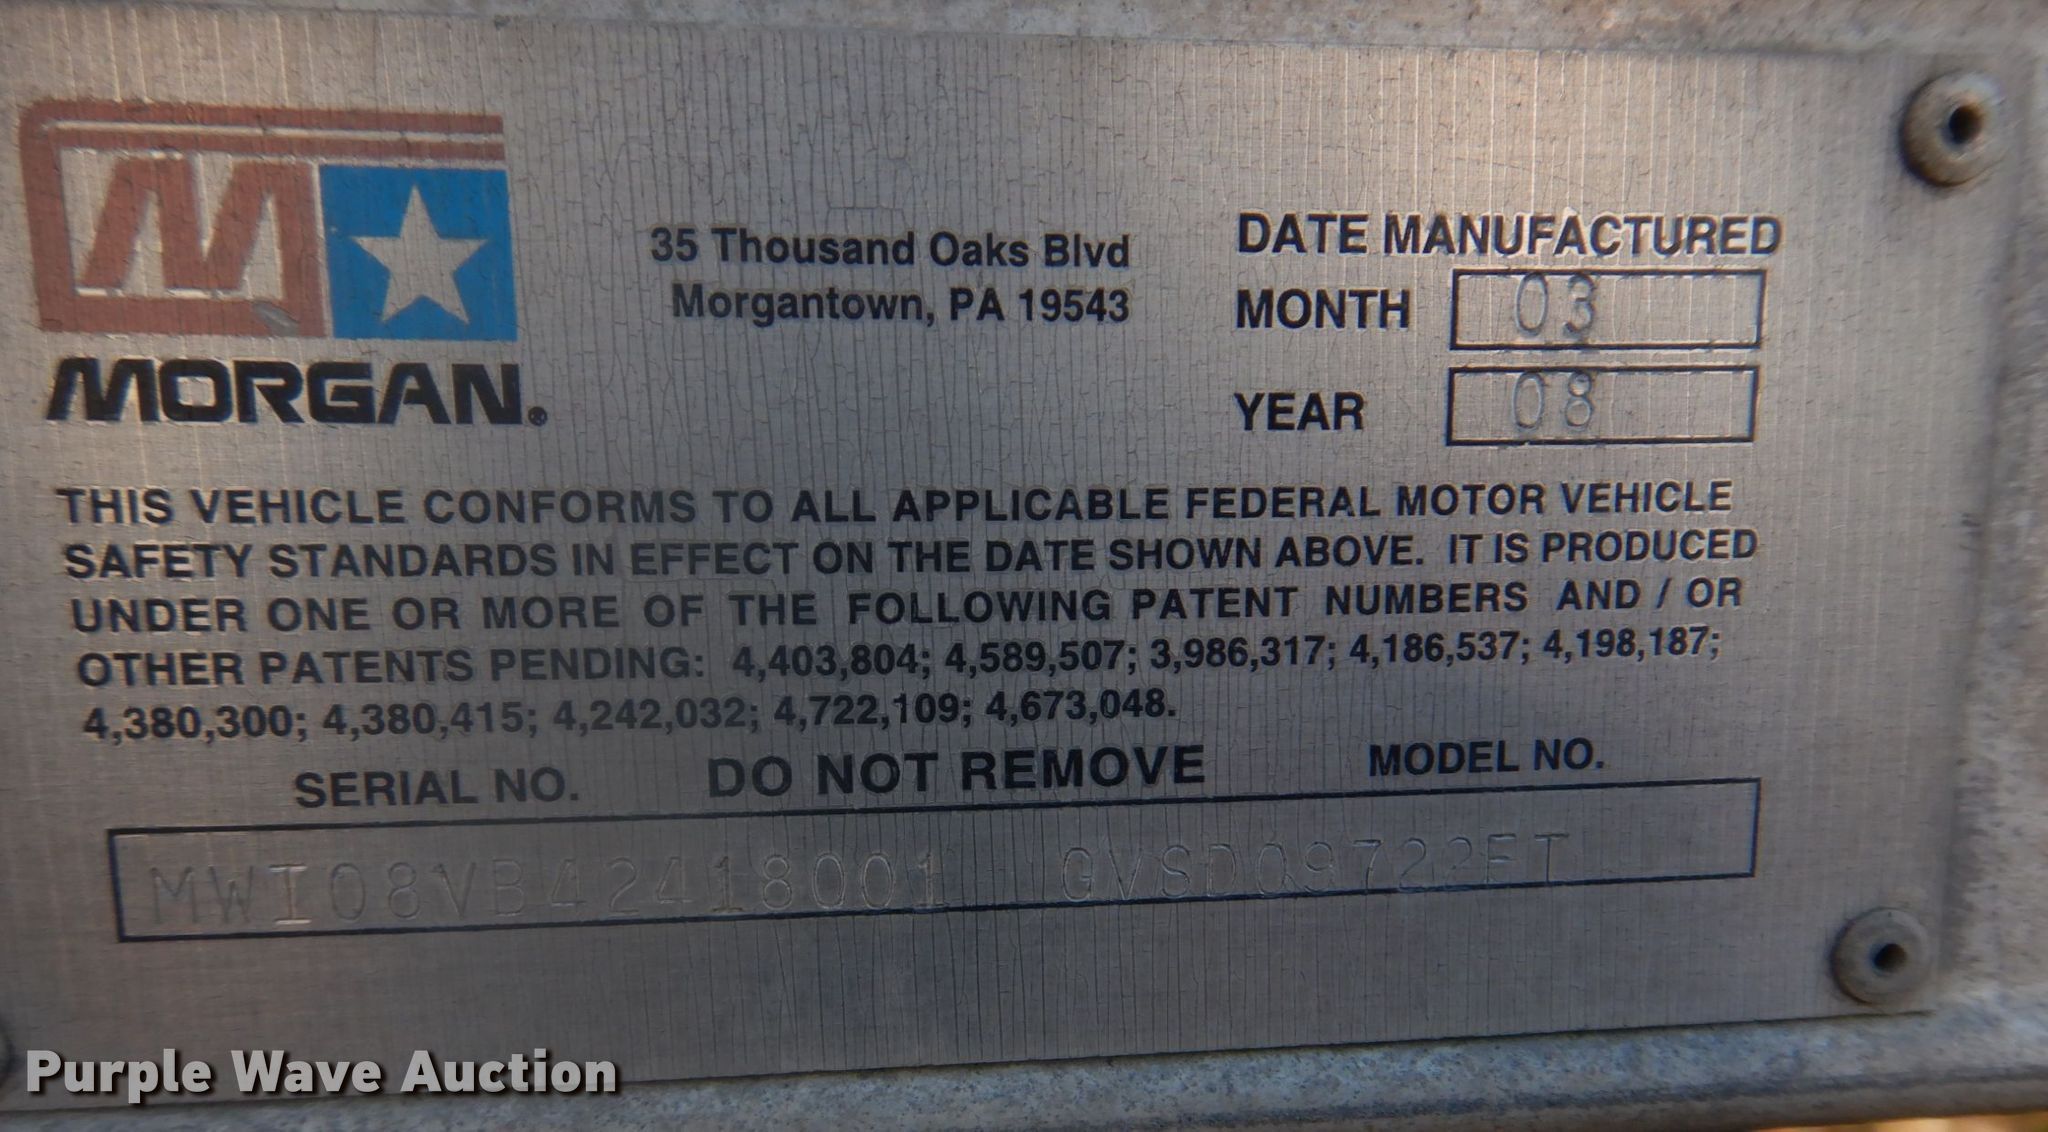 M
MORGAN®
35 Thousand Oaks Blvd
Morgantown, PA 19543
DATE MANUFACTURED
MONTH 03
YEAR 08
THIS VEHICLE CONFORMS TO ALL APPLICABLE FEDERAL MOTOR VEHICLE
SAFETY STANDARDS IN EFFECT ON THE DATE SHOWN ABOVE. IT IS PRODUCED
UNDER ONE OR MORE OF THE FOLLOWING PATENT NUMBERS AND / OR
OTHER PATENTS PENDING: 4,403,804; 4,589,507; 3,986,317; 4,186,537; 4,198,187;
4,380,300; 4,380,415; 4,242,032; 4,722,109; 4,673,048.
SERIAL NO. DO NOT REMOVE MODEL NO.
MWI08VB42418001
Purple Wave Auction